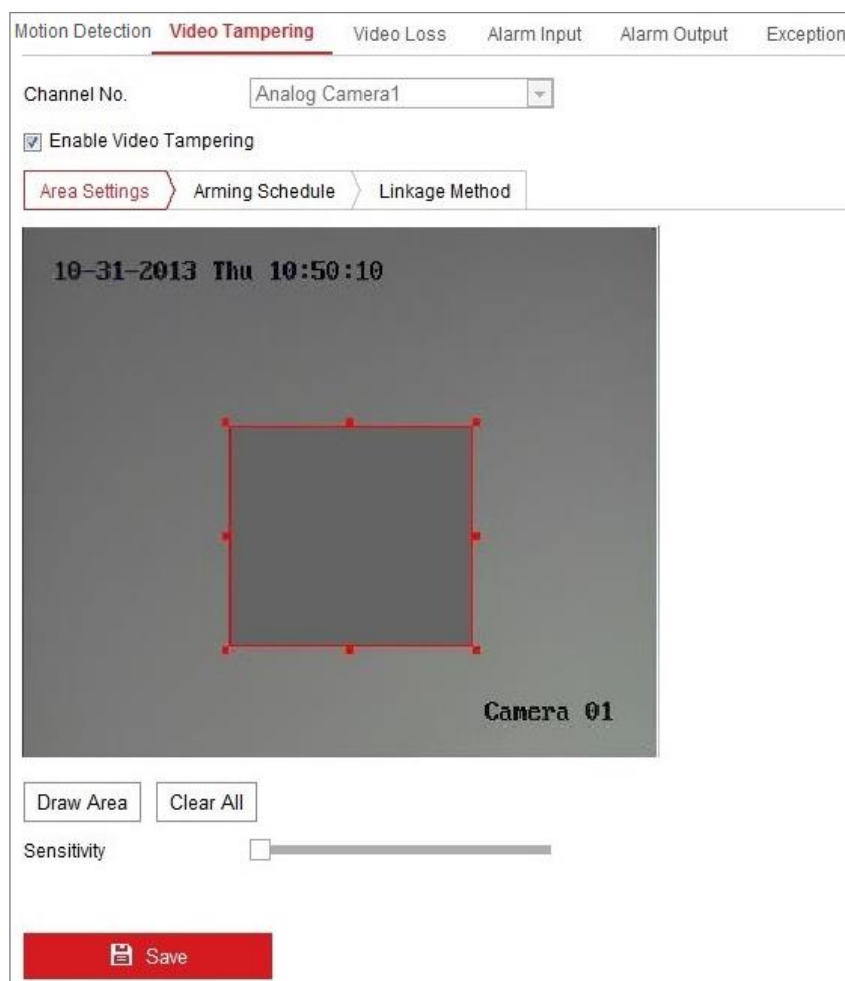 Motion Detection Video Tampering Video Loss Alarm Input Alarm Output Exception
Channel No. Analog Camera1
Enable Video Tampering
Area Settings Arming Schedule Linkage Method
10-31-2013 Thu 10:50:10
Camera 01
Draw Area Clear All
Sensitivity
Save